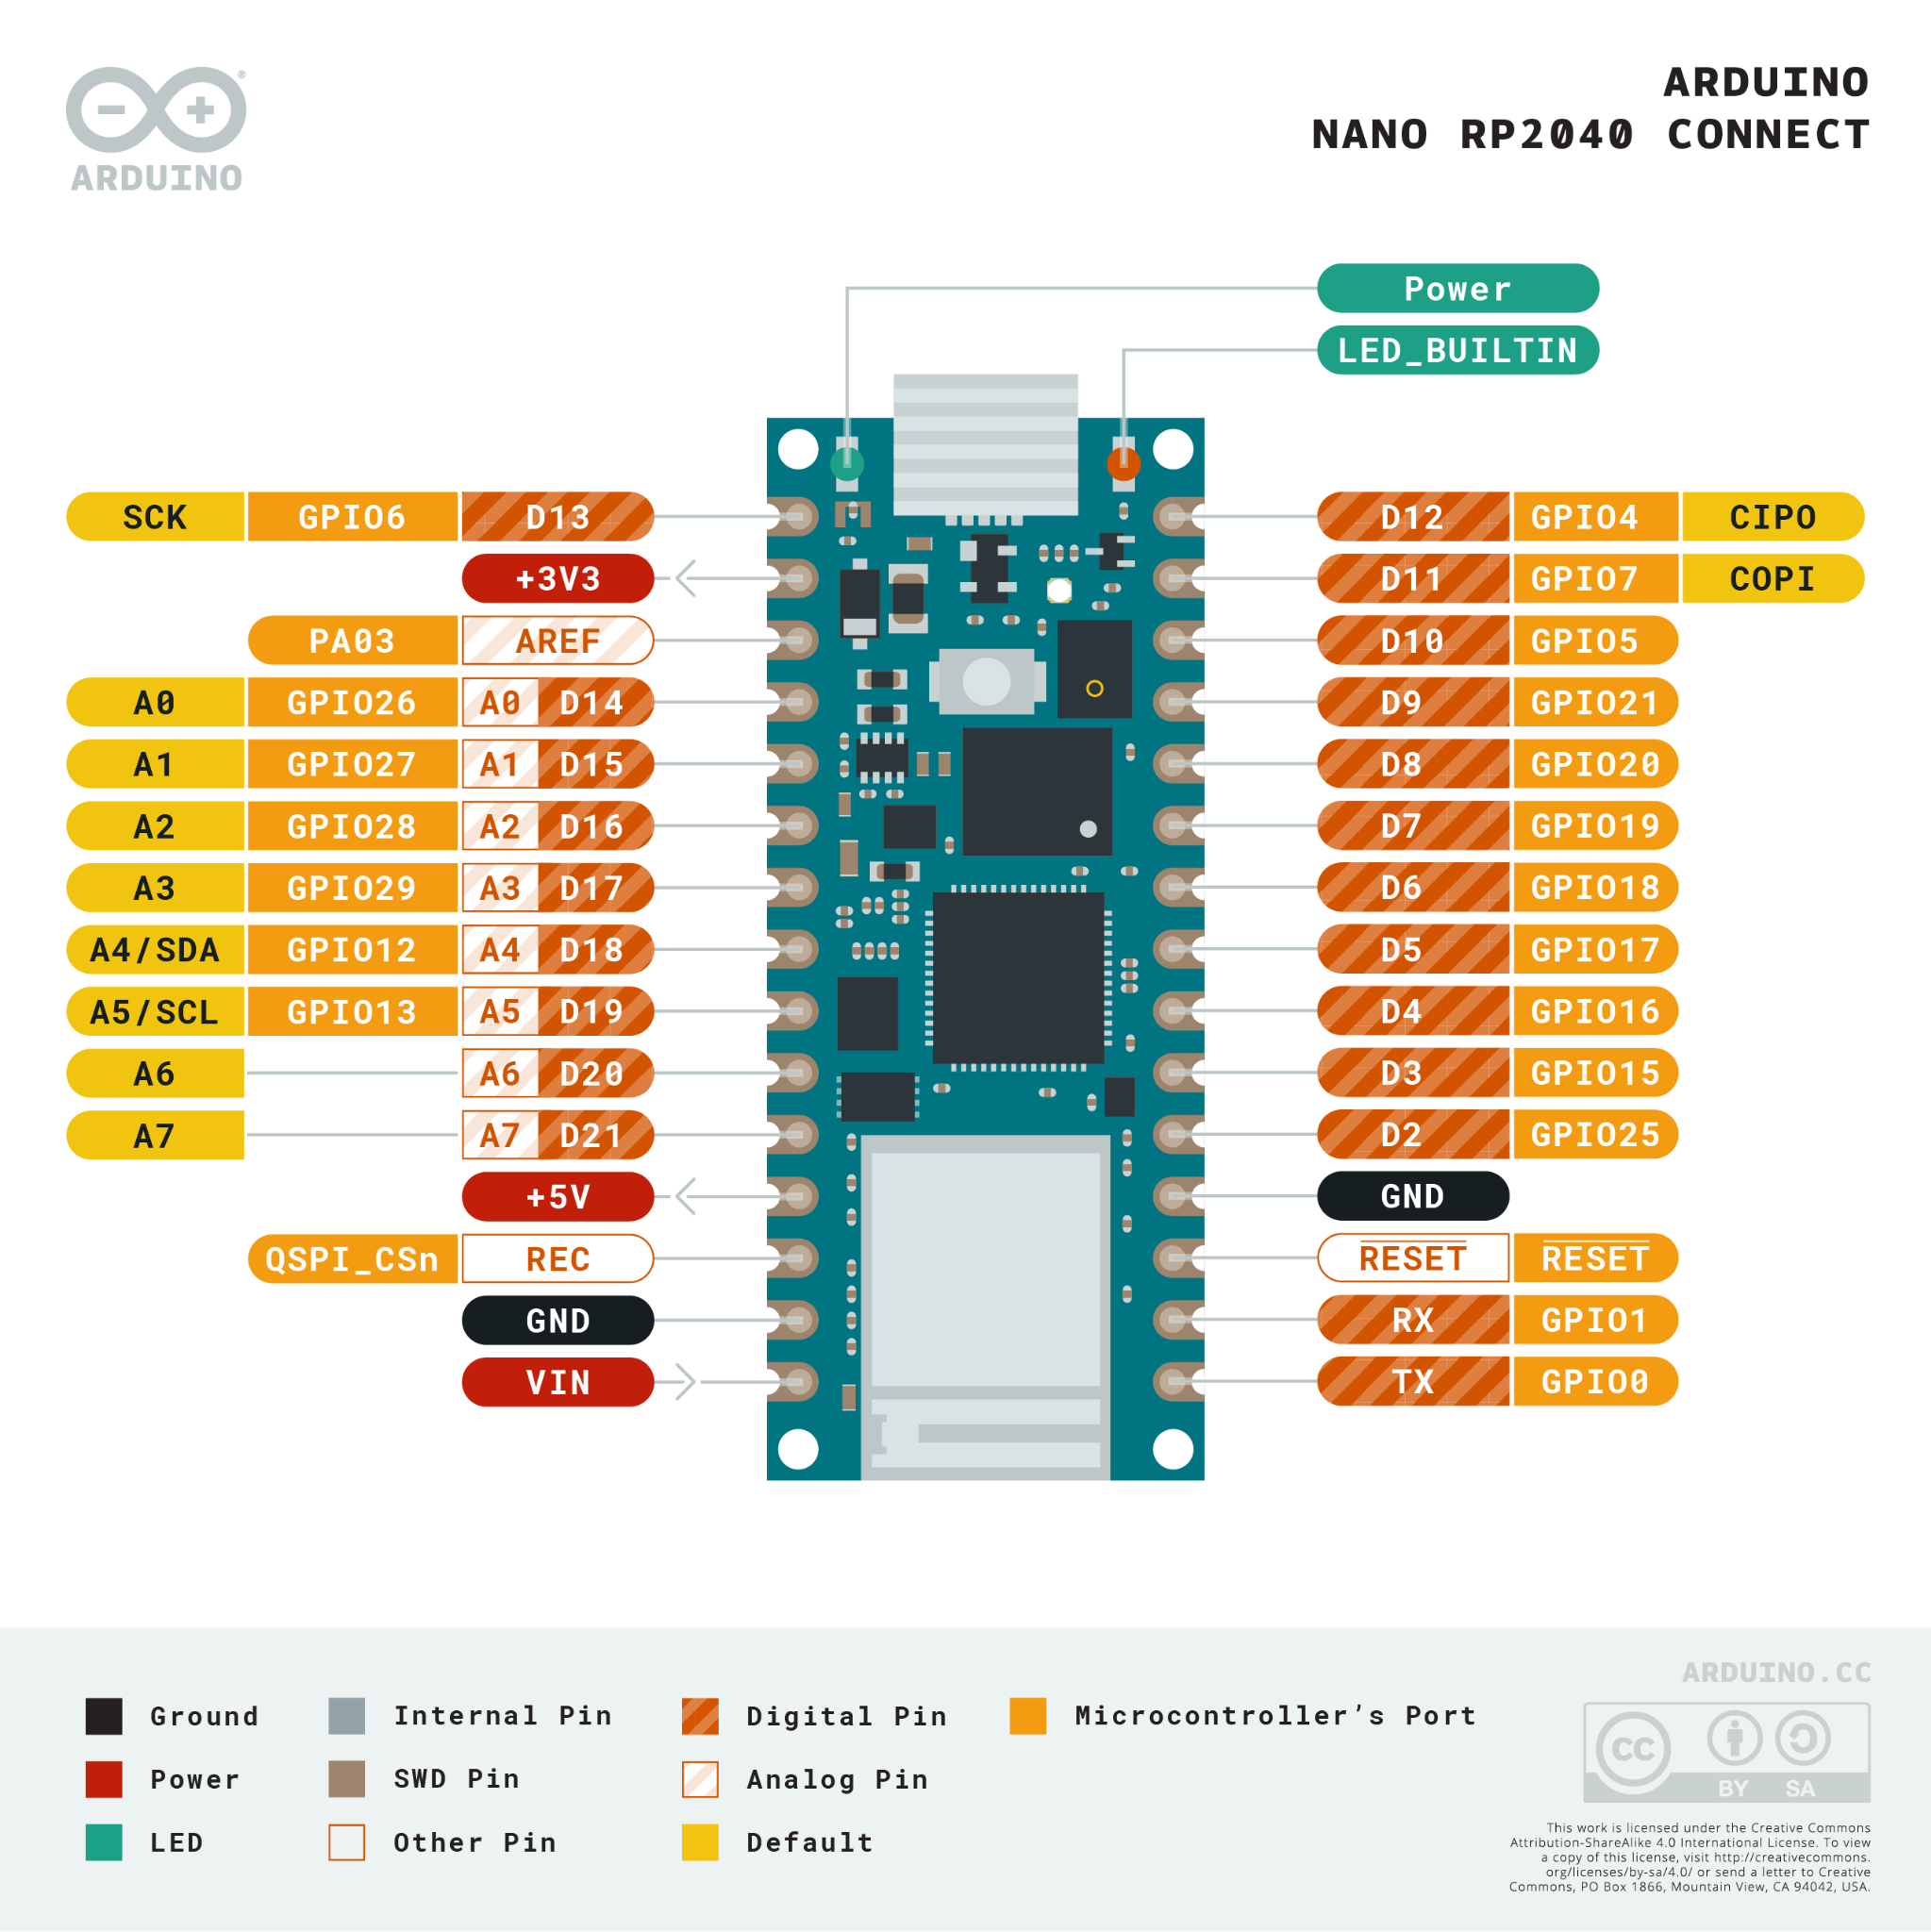 ARDUINO
ARDUINO
NANO RP2040 CONNECT
Power
LED_BUILTIN
SCK GPIO6 D13
+3V3
PA03 AREF
A0 GPIO26 A0 D14
A1 GPIO27 A1 D15
A2 GPIO28 A2 D16
A3 GPIO29 A3 D17
A4/SDA GPIO12 A4 D18
A5/SCL GPIO13 A5 D19
A6 A6 D20
A7 A7 D21
+5V
QSPI_CSn REC
GND
VIN
D12 GPIO4 CIPO
D11 GPIO7 COPI
D10 GPIO5
D9 GPIO21
D8 GPIO20
D7 GPIO19
D6 GPIO18
D5 GPIO17
D4 GPIO16
D3 GPIO15
D2 GPIO25
GND
RESET RESET
RX GPIO1
TX GPIO0
Ground
Power
LED
Internal Pin
SWD Pin
Other Pin
Digital Pin
Analog Pin
Default
Microcontroller’s Port
ARDUINO.CC
CC
BY SA
This work is licensed under the Creative Commons
Attribution-ShareAlike 4.0 International License. To view
a copy of this license, visit http://creativecommons.
org/licenses/by-sa/4.0/ or send a letter to Creative
Commons, PO Box 1866, Mountain View, CA 94042, USA.